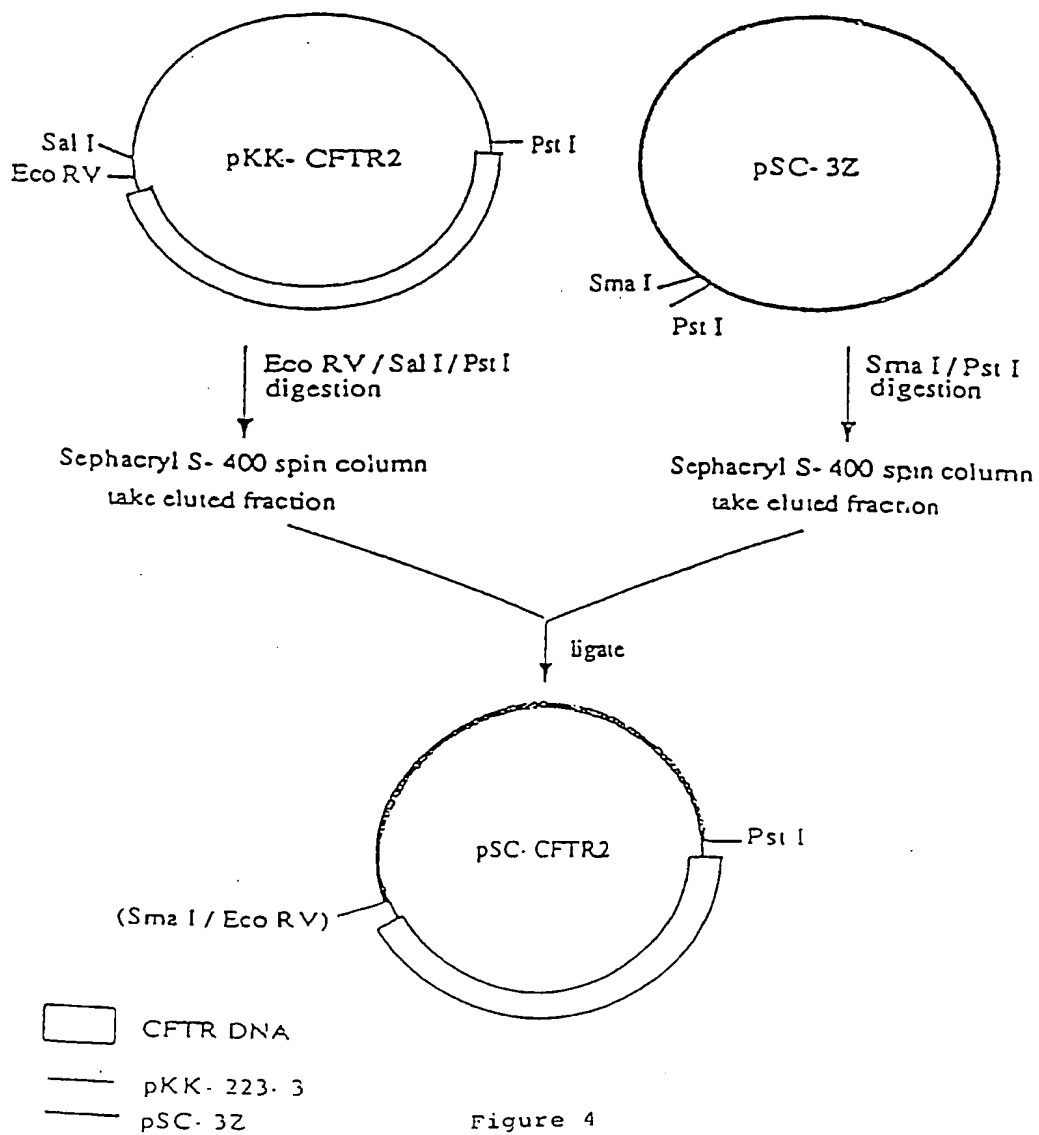 Sal I
Eco RV
pKK- CFTR2
Pst I
pSC- 3Z
Sma I
Pst I
Eco RV / Sal I / Pst I
digestion
Sma I / Pst I
digestion
Sephacryl S- 400 spin column
take eluted fraction
Sephacryl S- 400 spin column
take eluted fraction
ligate
pSC- CFTR2
Pst I
(Sma I / Eco RV)
CFTR DNA
pKK- 223- 3
pSC- 3Z
Figure 4